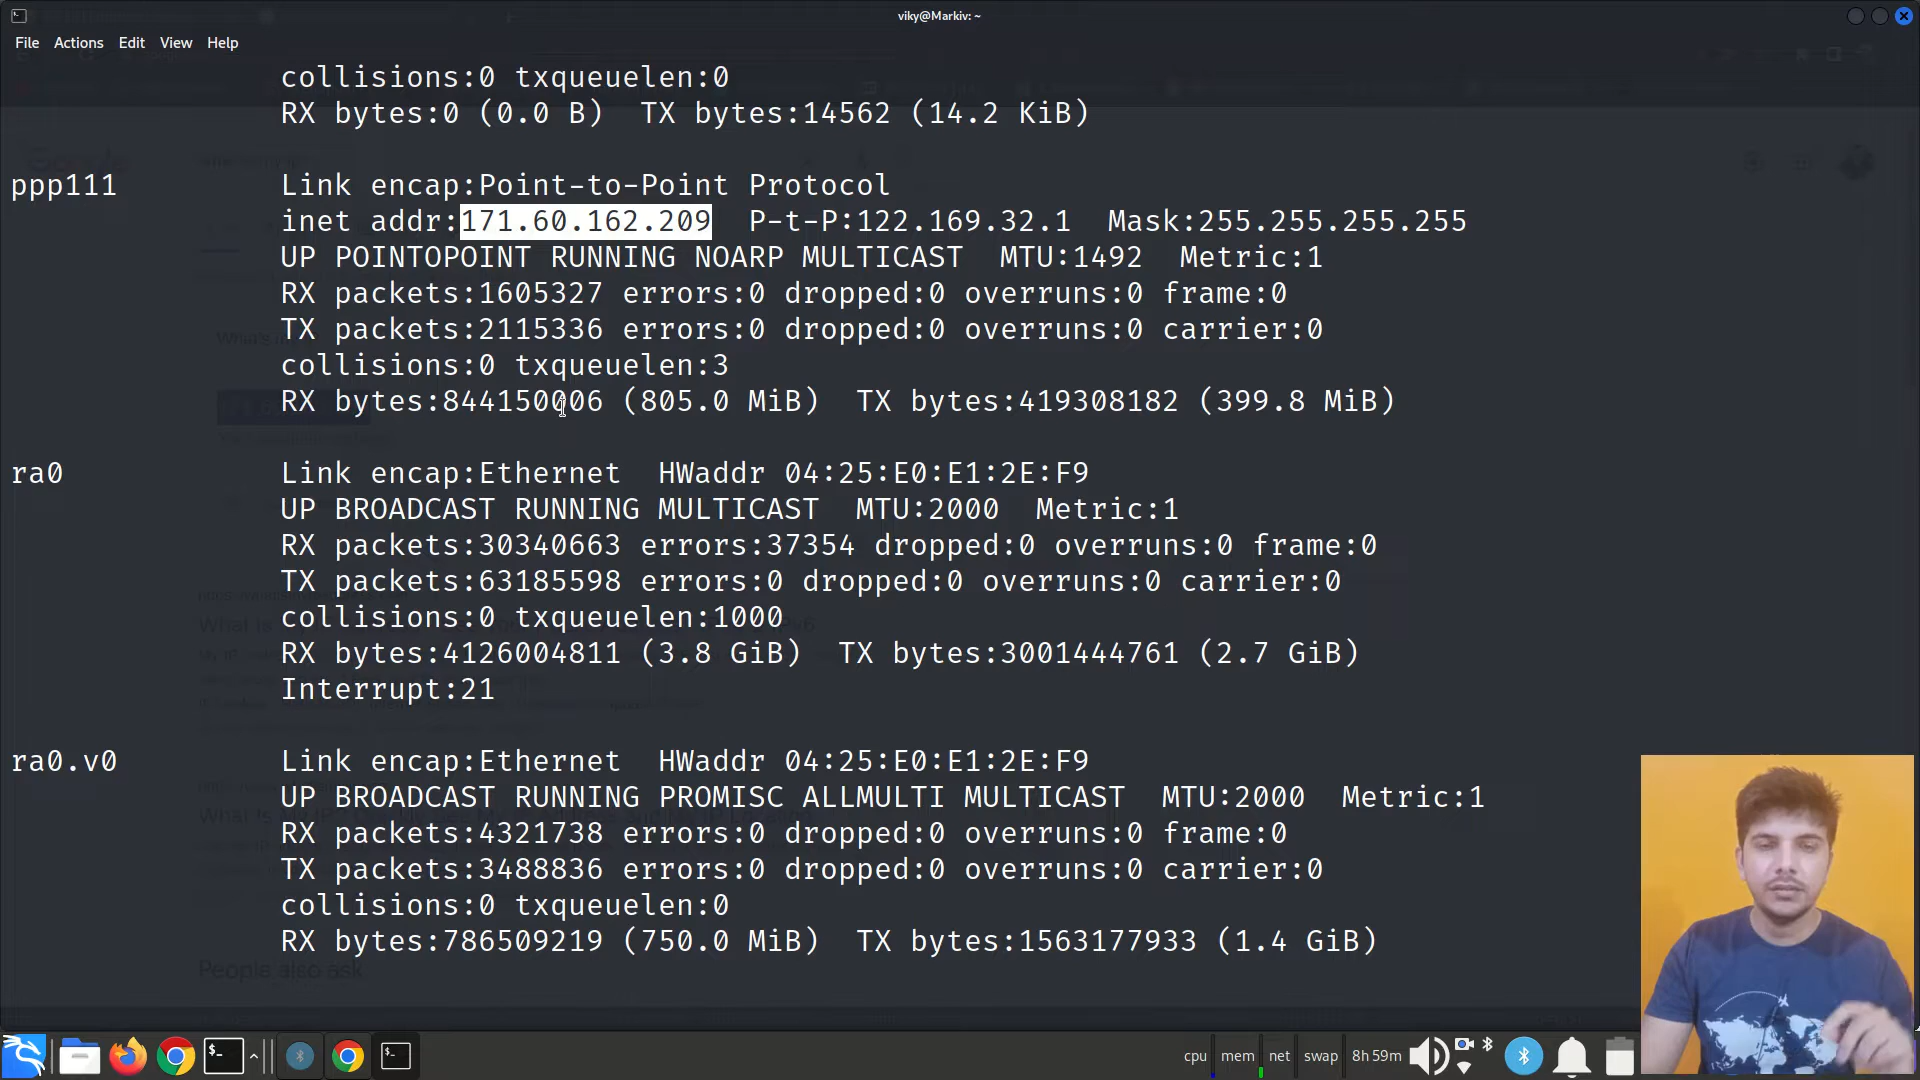 viky@Markiv: ~
File Actions Edit View Help
collisions:0 txqueuelen:0
RX bytes:0 (0.0 B) TX bytes:14562 (14.2 KiB)
ppp111 Link encap:Point-to-Point Protocol
inet addr:171.60.162.209 P-t-P:122.169.32.1 Mask:255.255.255.255
UP POINTOPOINT RUNNING NOARP MULTICAST MTU:1492 Metric:1
RX packets:1605327 errors:0 dropped:0 overruns:0 frame:0
TX packets:2115336 errors:0 dropped:0 overruns:0 carrier:0
collisions:0 txqueuelen:3
RX bytes:844150006 (805.0 MiB) TX bytes:419308182 (399.8 MiB)
ra0 Link encap:Ethernet HWaddr 04:25:E0:E1:2E:F9
UP BROADCAST RUNNING MULTICAST MTU:2000 Metric:1
RX packets:30340663 errors:37354 dropped:0 overruns:0 frame:0
TX packets:63185598 errors:0 dropped:0 overruns:0 carrier:0
collisions:0 txqueuelen:1000
RX bytes:4126004811 (3.8 GiB) TX bytes:3001444761 (2.7 GiB)
Interrupt:21
ra0.v0 Link encap:Ethernet HWaddr 04:25:E0:E1:2E:F9
UP BROADCAST RUNNING PROMISC ALLMULTI MULTICAST MTU:2000 Metric:1
RX packets:4321738 errors:0 dropped:0 overruns:0 frame:0
TX packets:3488836 errors:0 dropped:0 overruns:0 carrier:0
collisions:0 txqueuelen:0
RX bytes:786509219 (750.0 MiB) TX bytes:1563177933 (1.4 GiB)
People also ask
cpu mem net swap 8h 59m